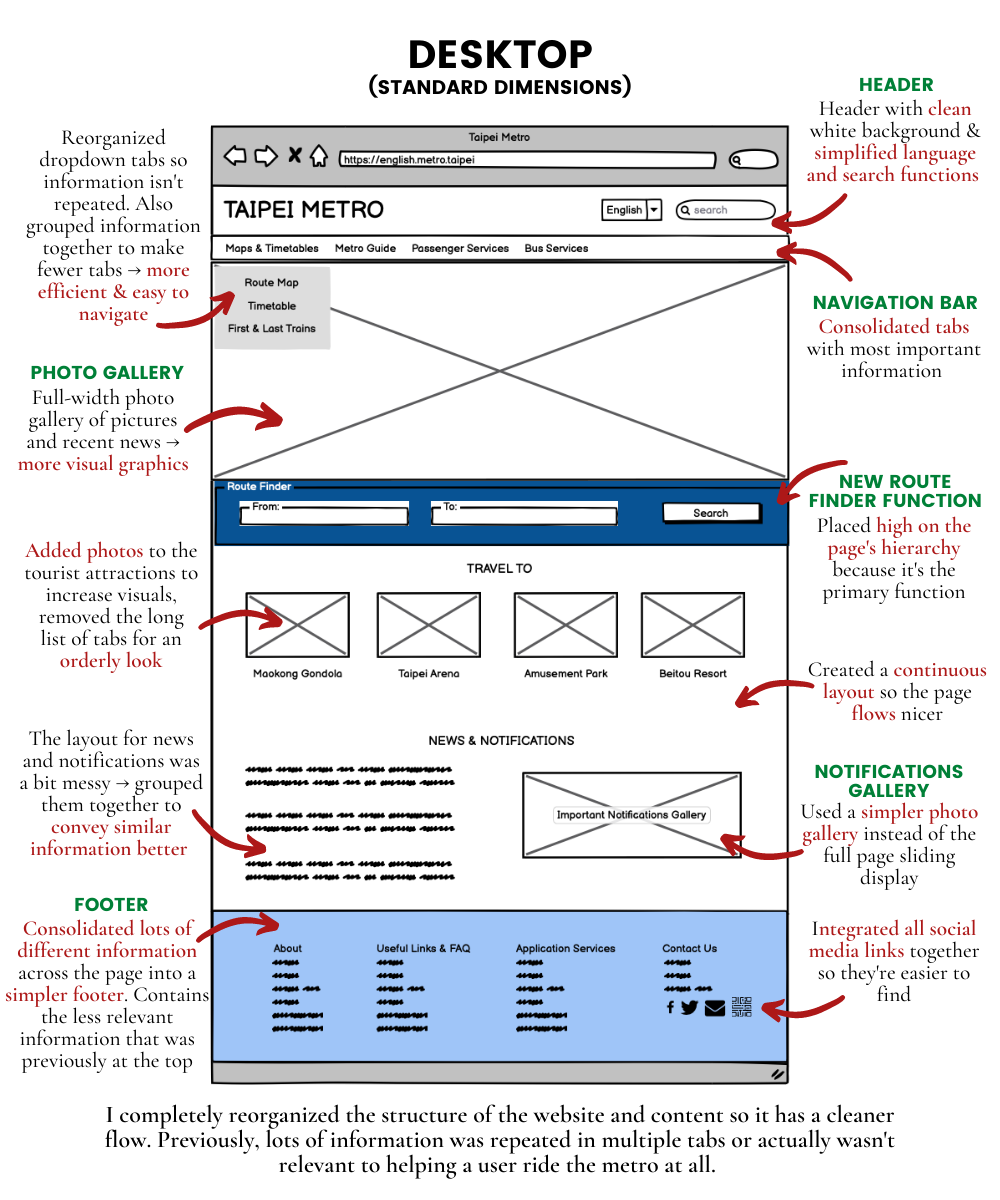 DESKTOP
(STANDARD DIMENSIONS)
Reorganized
dropdown tabs so
information isn't
repeated. Also
grouped information
together to make
fewer tabs → more
efficient & easy to
navigate
PHOTO GALLERY
Full-width photo
gallery of pictures
and recent news →
more visual graphics
Added photos to the
tourist attractions to
increase visuals,
removed the long
list of tabs for an
orderly look
The layout for news
and notifications was
a bit messy → grouped
them together to
convey similar
information better
FOOTER
Consolidated lots of
different information
across the page into a
simpler footer. Contains
the less relevant
information that was
previously at the top
Taipei Metro
https://english.metro.taipei
TAIPEI METRO
English
search
Maps & Timetables Metro Guide Passenger Services Bus Services
Route Map
Timetable
First & Last Trains
Route Finder
From: To: Search
TRAVEL TO
Maokong Gondola Taipei Arena Amusement Park Beitou Resort
NEWS & NOTIFICATIONS
Important Notifications Gallery
About Useful Links & FAQ Application Services Contact Us
HEADER
Header with clean
white background &
simplified language
and search functions
NAVIGATION BAR
Consolidated tabs
with most important
information
NEW ROUTE
FINDER FUNCTION
Placed high on the
page's hierarchy
because it's the
primary function
Created a continuous
layout so the page
flows nicer
NOTIFICATIONS
GALLERY
Used a simpler photo
gallery instead of the
full page sliding
display
Integrated all social
media links together
so they're easier to
find
I completely reorganized the structure of the website and content so it has a cleaner
flow. Previously, lots of information was repeated in multiple tabs or actually wasn't
relevant to helping a user ride the metro at all.